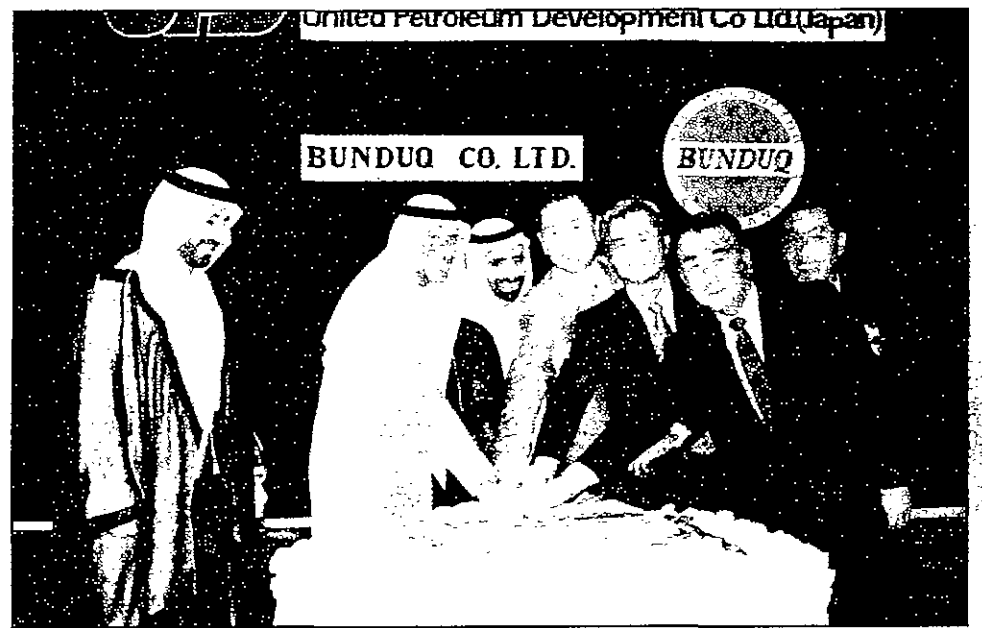 United Petroleum Development Co Ltd.(Japan)
BUNDUQ CO. LTD.
BUNDUQ